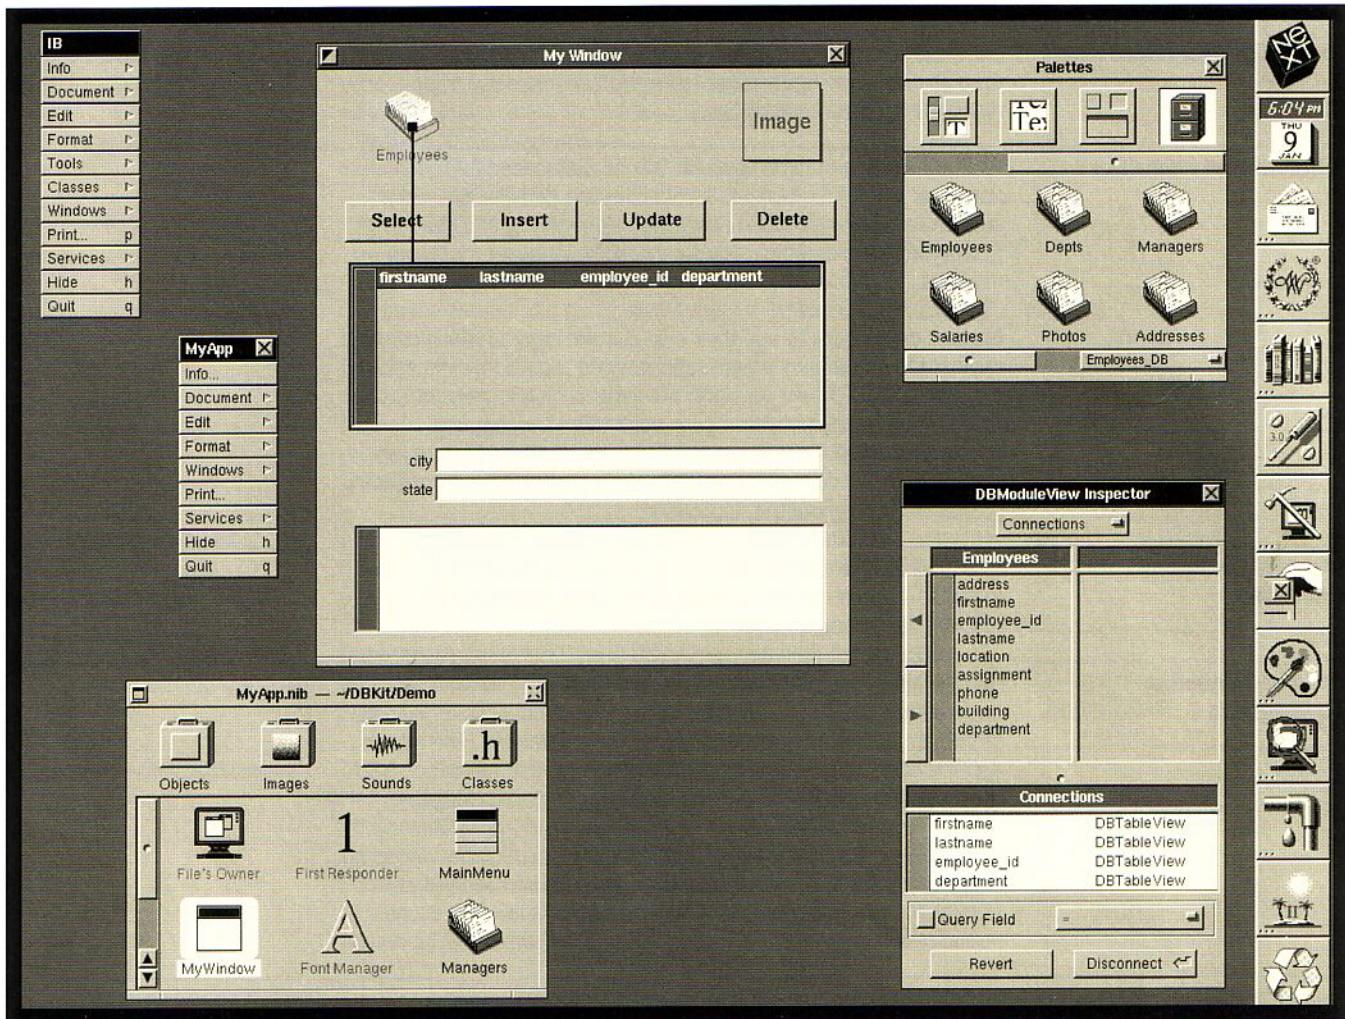 IB
Info
Document
Edit
Format
Tools
Classes
Windows
Print... p
Services
Hide h
Quit q
MyApp
Info...
Document
Edit
Format
Windows
Print...
Services
Hide h
Quit q
My Window
Employees
Image
Select Insert Update Delete
firstname lastname employee_id department
city
state
MyApp.nib — ~/DBKit/Demo
Objects Images Sounds Classes
.h
File's Owner First Responder MainMenu
1
MyWindow Font Manager Managers
A
Palettes
T Tex
Employees Depts Managers
Salaries Photos Addresses
Employees_DB
DBModuleView Inspector
Connections
Employees
address
firstname
employee_id
lastname
location
assignment
phone
building
department
Connections
firstname DBTableView
lastname DBTableView
employee_id DBTableView
department DBTableView
Query Field =
Revert Disconnect
NeXT
6:04 PM
THU
9
JAN
3.0